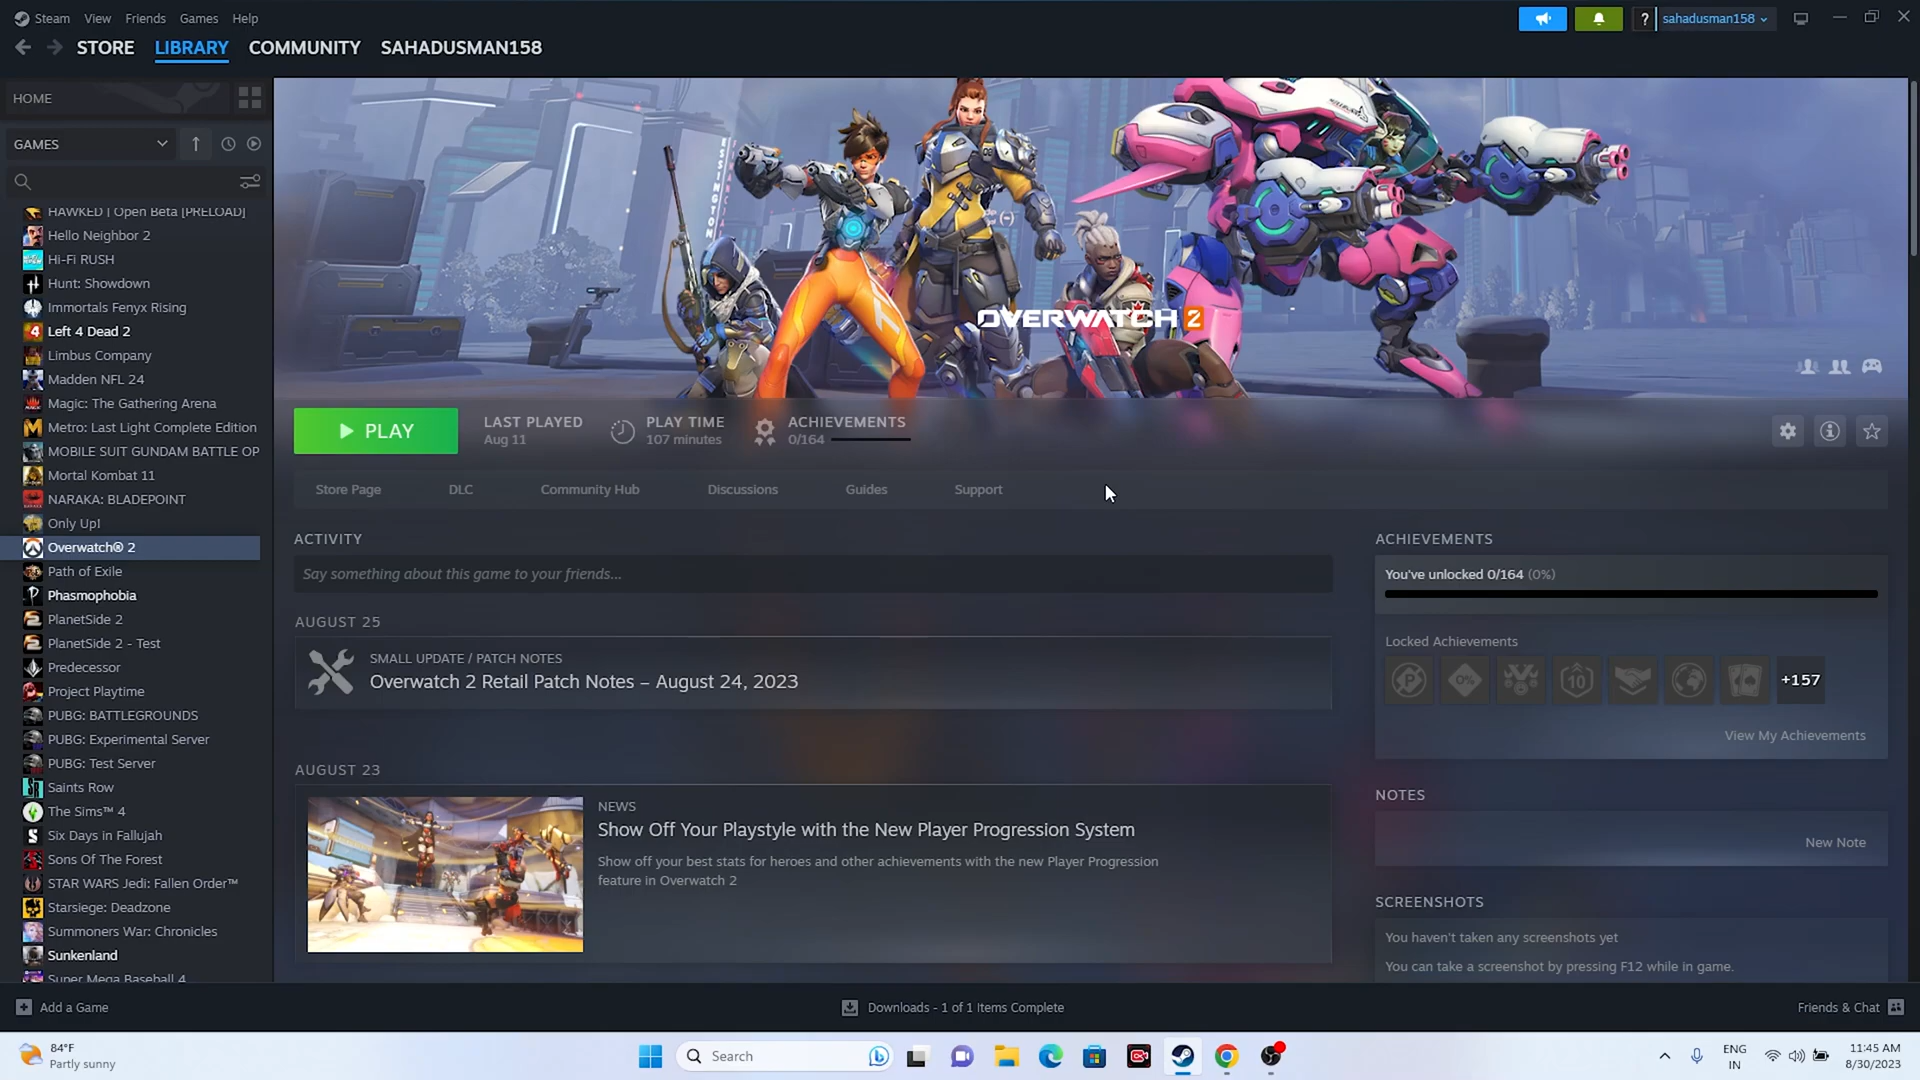 Steam View Friends Games Help
? sahadusman158
STORE LIBRARY COMMUNITY SAHADUSMAN158
HOME
GAMES
HAWKED | Open Beta [PRELOAD]
Hello Neighbor 2
Hi-Fi RUSH
Hunt: Showdown
Immortals Fenyx Rising
Left 4 Dead 2
Limbus Company
Madden NFL 24
Magic: The Gathering Arena
Metro: Last Light Complete Edition
MOBILE SUIT GUNDAM BATTLE OP
Mortal Kombat 11
NARAKA: BLADEPOINT
Only Up!
Overwatch® 2
Path of Exile
Phasmophobia
PlanetSide 2
PlanetSide 2 - Test
Predecessor
Project Playtime
PUBG: BATTLEGROUNDS
PUBG: Experimental Server
PUBG: Test Server
Saints Row
The Sims™ 4
Six Days in Fallujah
Sons Of The Forest
STAR WARS Jedi: Fallen Order™
Starsiege: Deadzone
Summoners War: Chronicles
Sunkenland
Super Mega Baseball 4
OVERWATCH 2
PLAY
LAST PLAYED
Aug 11
PLAY TIME
107 minutes
ACHIEVEMENTS
0/164
Store Page DLC Community Hub Discussions Guides Support
ACTIVITY
Say something about this game to your friends...
AUGUST 25
SMALL UPDATE / PATCH NOTES
Overwatch 2 Retail Patch Notes – August 24, 2023
AUGUST 23
NEWS
Show Off Your Playstyle with the New Player Progression System
Show off your best stats for heroes and other achievements with the new Player Progression
feature in Overwatch 2
ACHIEVEMENTS
You've unlocked 0/164 (0%)
Locked Achievements
0%
10
+157
View My Achievements
NOTES
New Note
SCREENSHOTS
You haven't taken any screenshots yet
You can take a screenshot by pressing F12 while in game.
Add a Game
Downloads - 1 of 1 Items Complete
Friends & Chat
84°F
Partly sunny
Search
ENG
IN
11:45 AM
8/30/2023